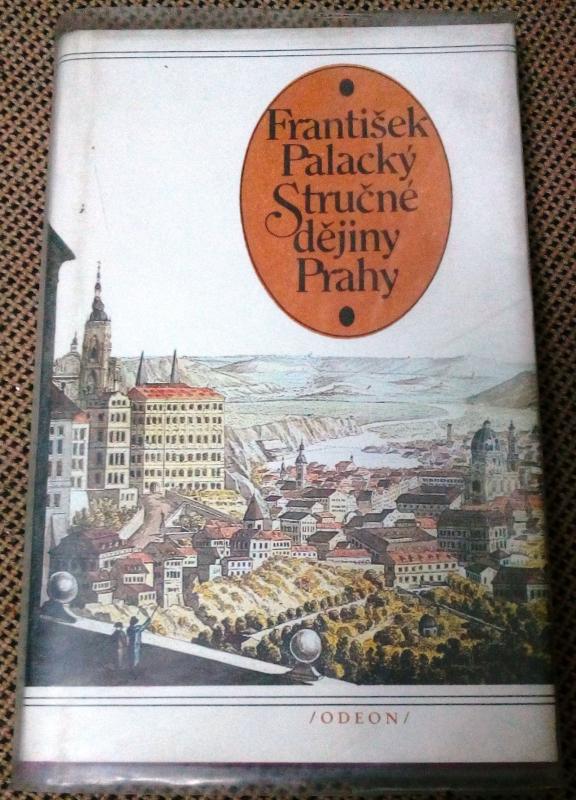 František
Palacký
Stručné
dějiny
Prahy
/ODEON/